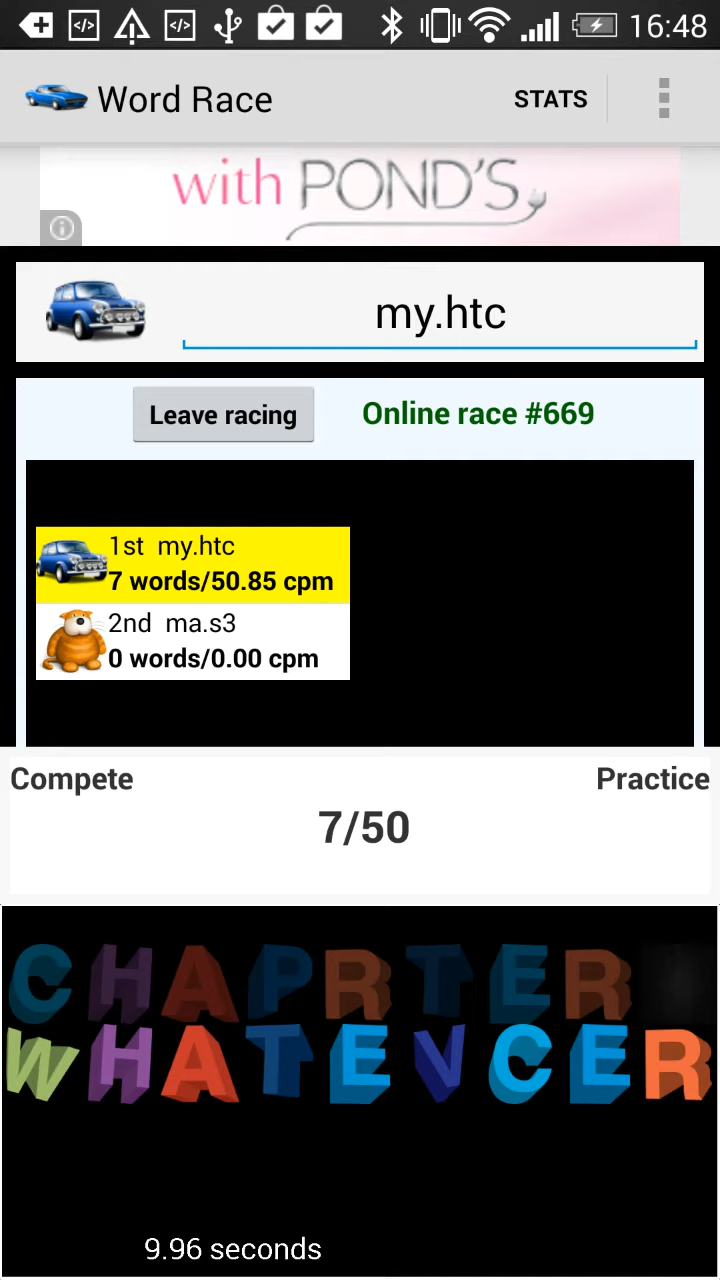 16:48
Word Race STATS
with POND'S
my.htc
Leave racing Online race #669
1st my.htc
7 words/50.85 cpm
2nd ma.s3
0 words/0.00 cpm
Compete Practice
7/50
CHAPRTER
WHATEVCER
9.96 seconds